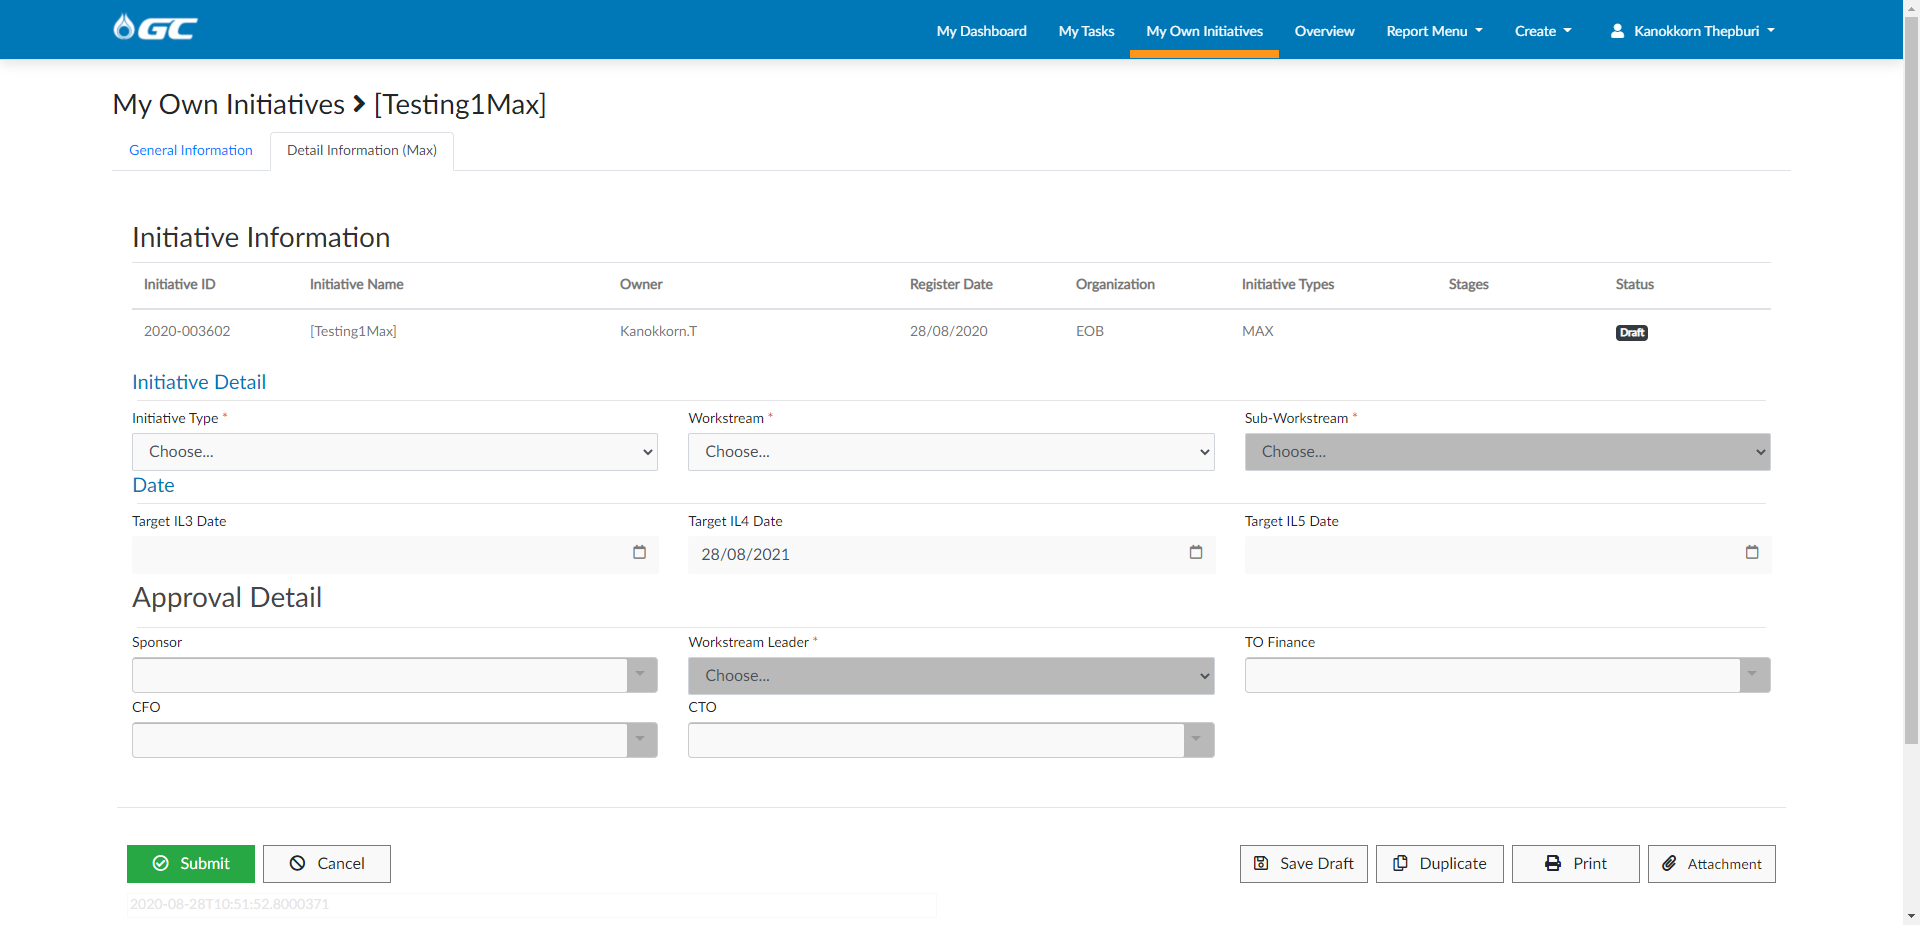 GC My Dashboard My Tasks My Own Initiatives Overview Report Menu Create Kanokkorn Thepburi
My Own Initiatives > [Testing1Max]
General Information Detail Information (Max)
Initiative Information
Initiative ID Initiative Name Owner Register Date Organization Initiative Types Stages Status
2020-003602 [Testing1Max] Kanokkorn.T 28/08/2020 EOB MAX Draft
Initiative Detail
Initiative Type * Workstream * Sub-Workstream *
Choose... Choose... Choose...
Date
Target IL3 Date Target IL4 Date Target IL5 Date
28/08/2021
Approval Detail
Sponsor Workstream Leader * TO Finance
Choose...
CFO CTO
Submit Cancel Save Draft Duplicate Print Attachment
2020-08-28T10:51:52.8000371